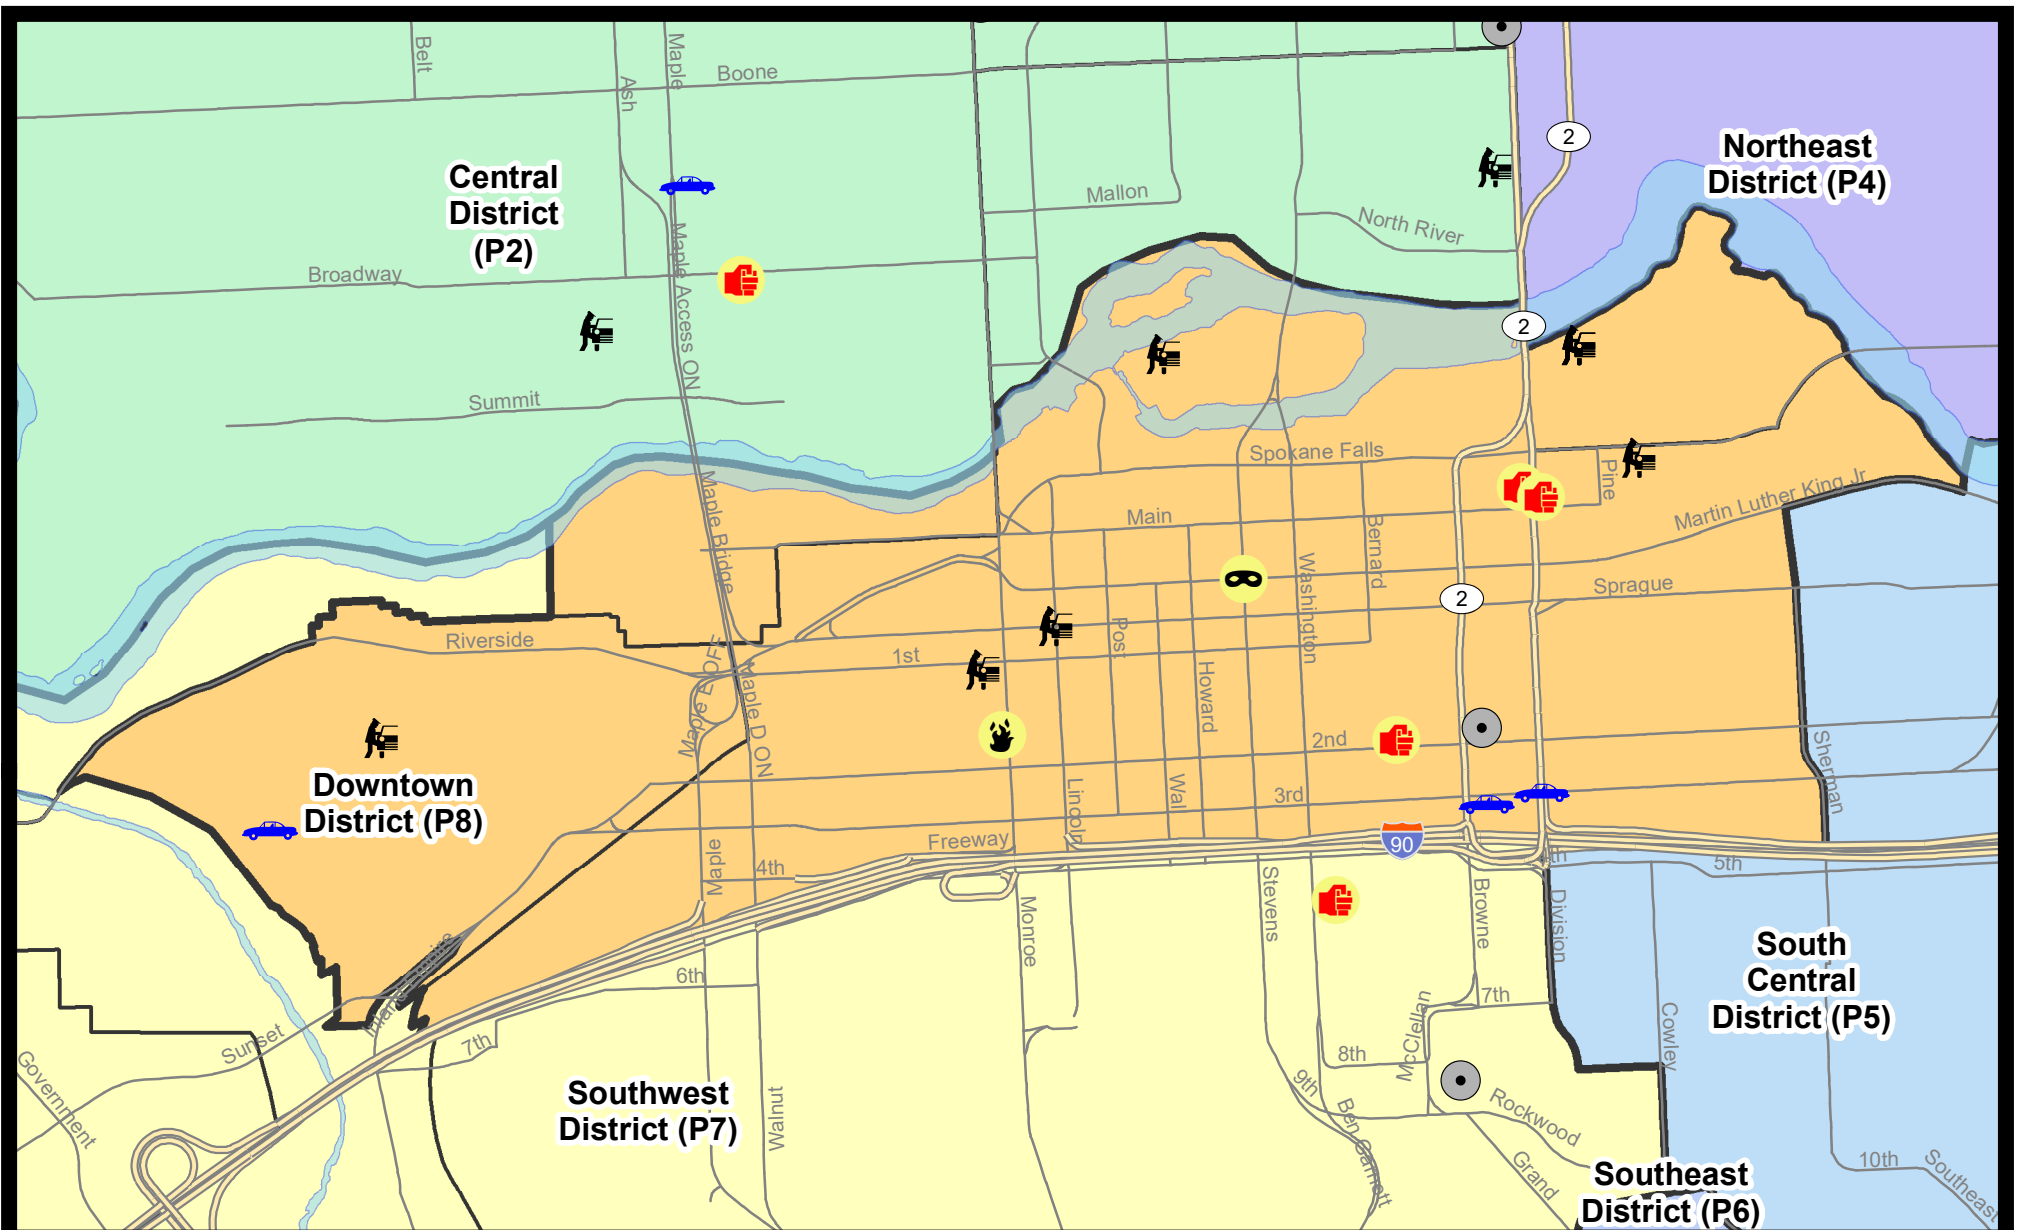 Belt
Maple
Ash
Boone
2
Northeast
District (P4)
Central
District
(P2)
Mallon
North River
Maple Access ON
Broadway
2
Summit
Spokane Falls
Pine
Maple Bridge
Main
Bernard
Martin Luther King Jr
Washington
Sprague
2
Riverside
Maple E OFF
1st
Post
Howard
Maple D ON
2nd
Sherman
Downtown
District (P8)
Lincoln
Wall
3rd
Freeway
90
4th
Maple
4th
5th
Stevens
Browne
Division
Monroe
Inland Empire
South
Central
District (P5)
6th
7th
McClellan
Cowley
Sunset
7th
8th
Government
9th
Southwest
District (P7)
Walnut
Ben Garnett
Rockwood
Grand
10th
Southeast
Southeast
District (P6)